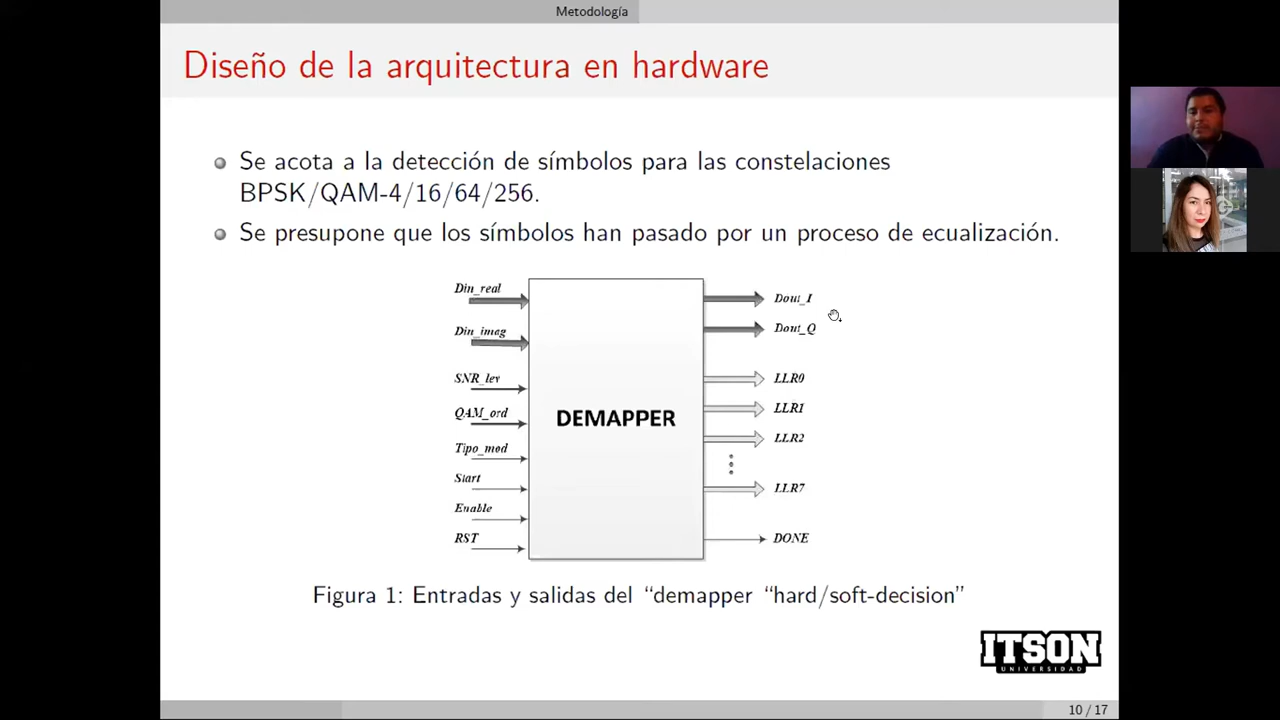 Metodología
Diseño de la arquitectura en hardware
Se acota a la detección de símbolos para las constelaciones
BPSK/QAM-4/16/64/256.
Se presupone que los símbolos han pasado por un proceso de ecualización.
Din_real
Din_imag
SNR_lev
QAM_ord
Tipo_mod
Start
Enable
RST
DEMAPPER
Dout_I
Dout_Q
LLR0
LLR1
LLR2
LLR7
DONE
Figura 1: Entradas y salidas del “demapper “hard/soft-decision”
ITSON
UNIVERSIDAD
10 / 17